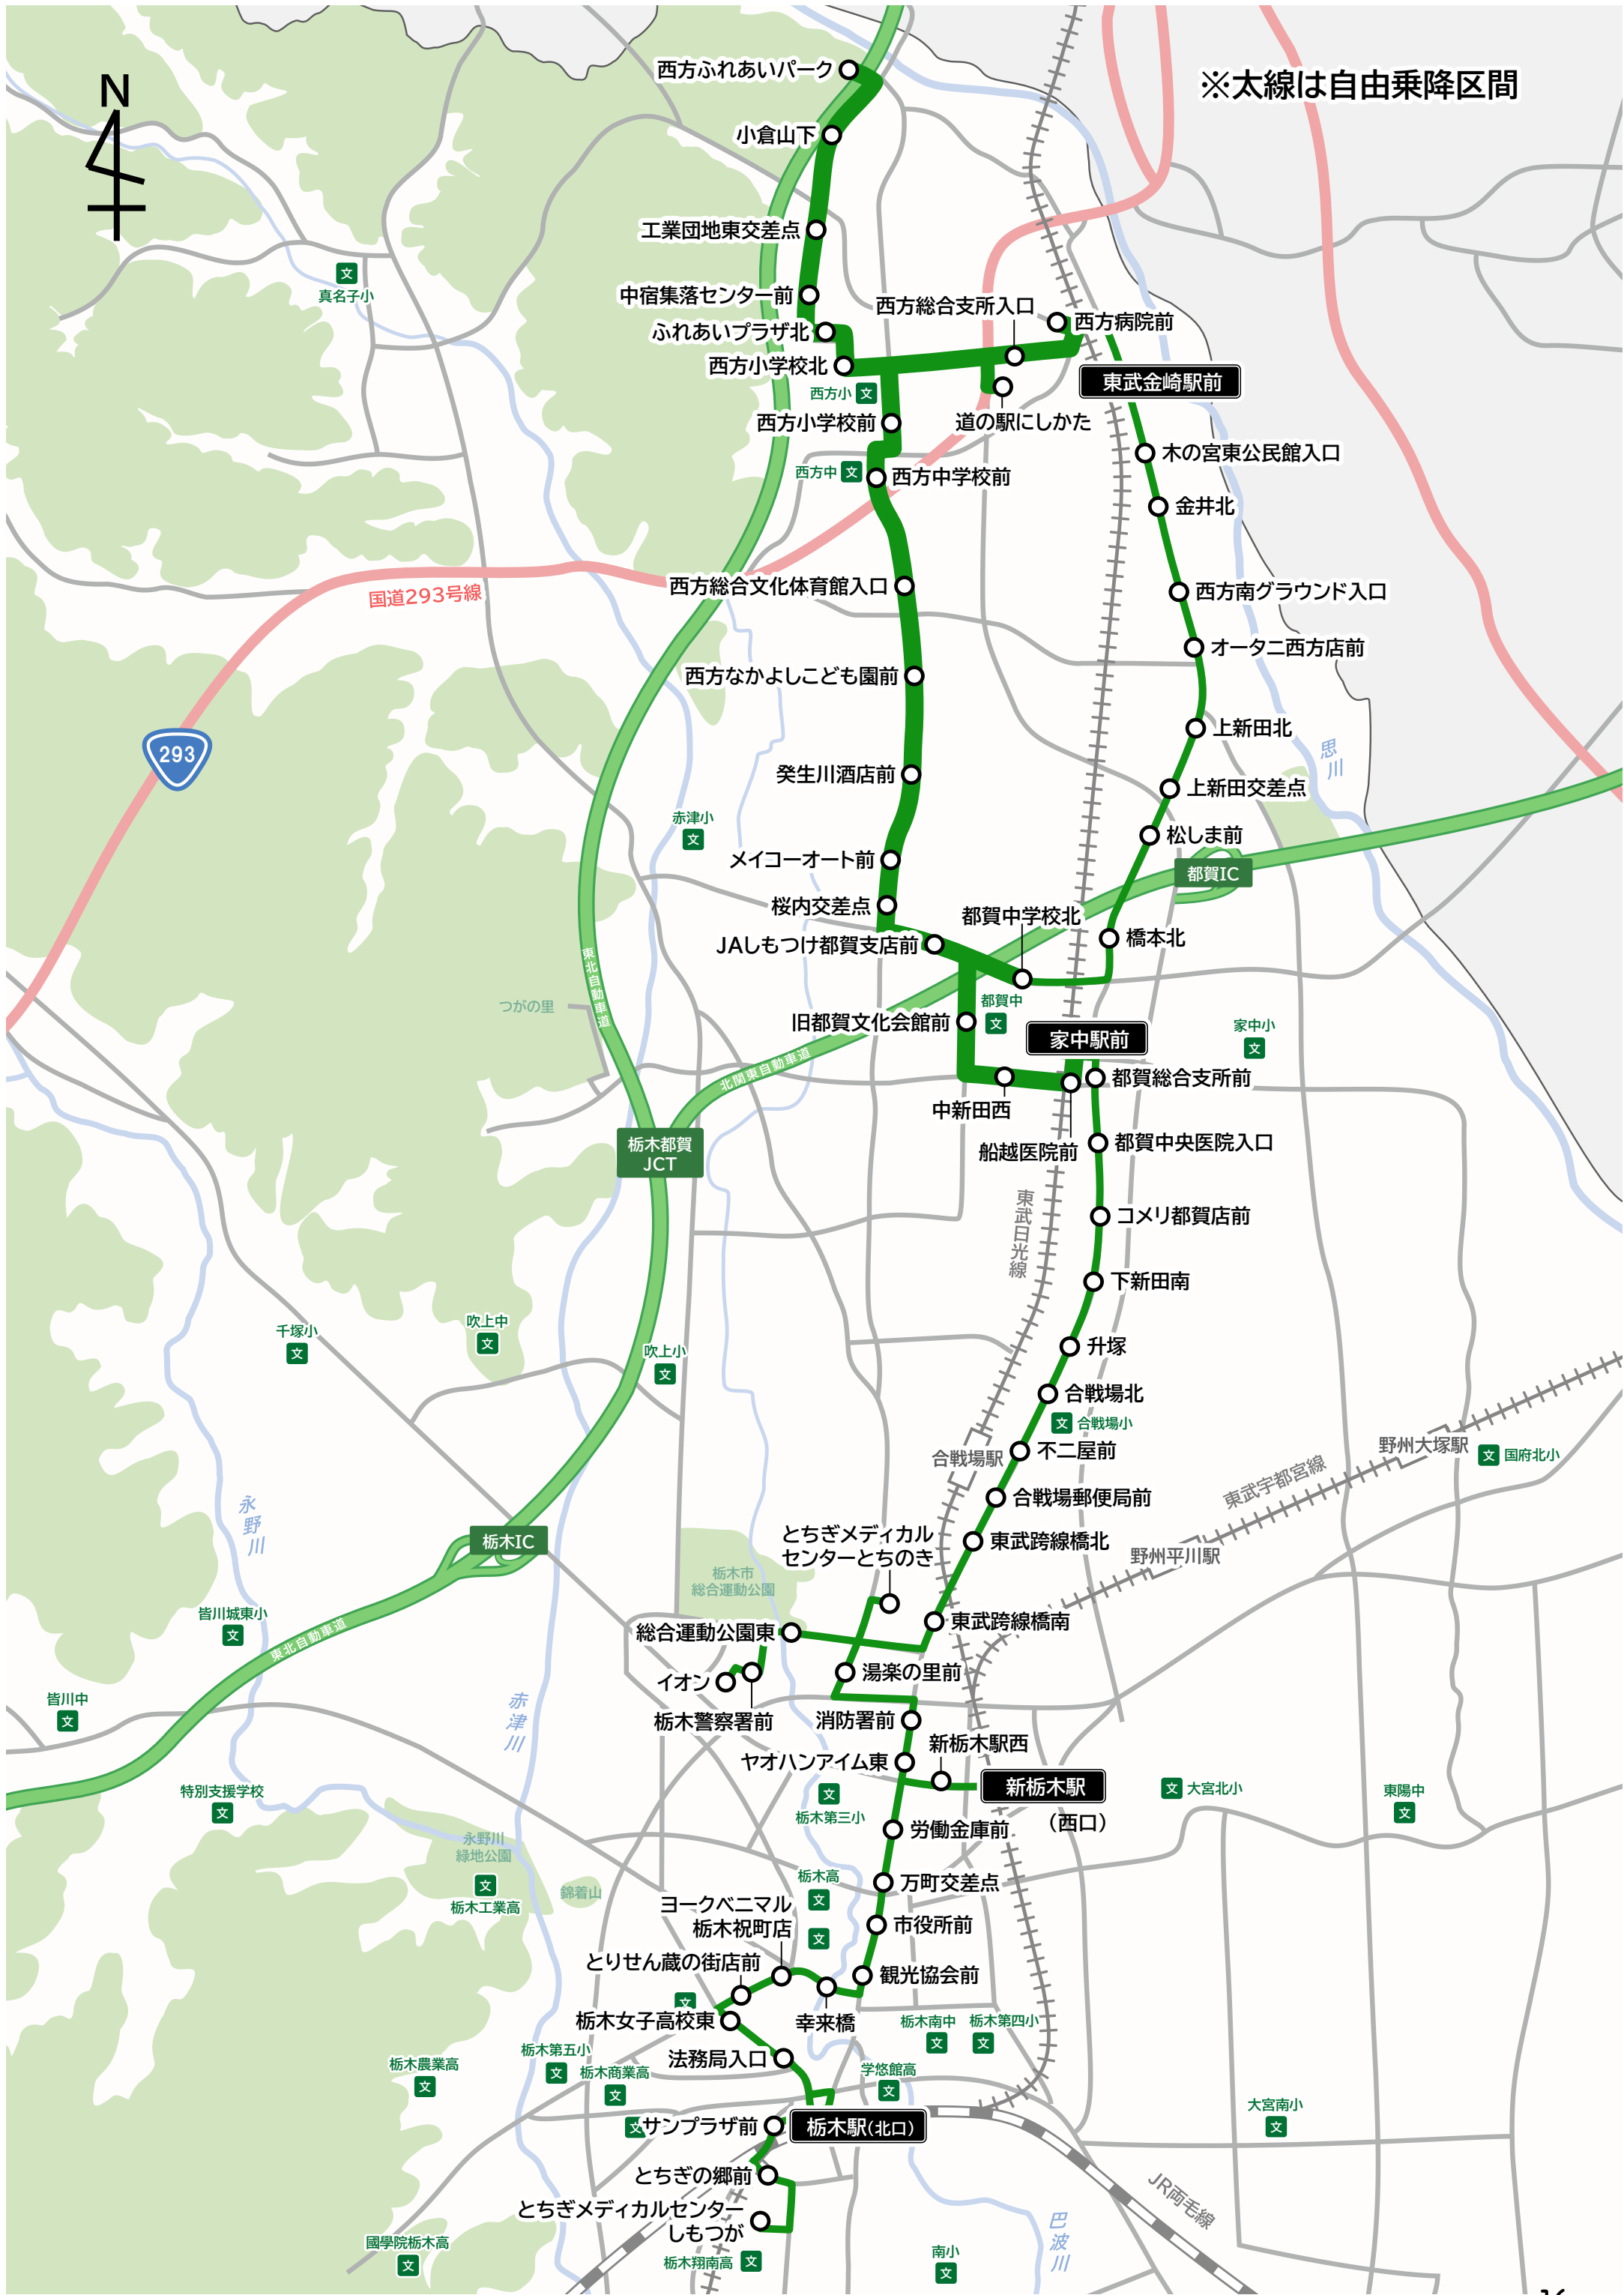 N
※太線は自由乗降区間
西方ふれあいパーク
小倉山下
工業団地東交差点
真名子小
中宿集落センター前
西方総合支所入口
西方病院前
ふれあいプラザ北
西方小学校北
東武金崎駅前
西方小
西方小学校前
道の駅にしかた
木の宮東公民館入口
西方中
西方中学校前
金井北
国道293号線
西方総合文化体育館入口
西方南グラウンド入口
オータニ西方店前
西方なかよしこども園前
293
上新田北
思川
癸生川酒店前
上新田交差点
赤津小
松しま前
メイコーオート前
都賀IC
桜内交差点
都賀中学校北
橋本北
JAしもつけ都賀支店前
東北自動車道
つがの里
都賀中
旧都賀文化会館前
家中駅前
家中小
北関東自動車道
都賀総合支所前
中新田西
栃木都賀
JCT
船越医院前
都賀中央医院入口
東武日光線
コメリ都賀店前
下新田南
千塚小
吹上中
吹上小
升塚
合戦場北
合戦場小
合戦場駅
不二屋前
野州大塚駅
国府北小
東武宇都宮線
永野川
合戦場郵便局前
栃木IC
とちぎメディカル
センターとちのき
東武跨線橋北
野州平川駅
栃木市
総合運動公園
皆川城東小
東北自動車道
総合運動公園東
東武跨線橋南
イオン
湯楽の里前
皆川中
赤津川
栃木警察署前
消防署前
新栃木駅西
ヤオハンアイム東
新栃木駅
（西口）
特別支援学校
栃木第三小
大宮北小
東陽中
労働金庫前
永野川
緑地公園
栃木高
万町交差点
錦着山
栃木工業高
ヨークベニマル
栃木祝町店
市役所前
とりせん蔵の街店前
観光協会前
栃木女子高校東
幸来橋
栃木南中
栃木第四小
法務局入口
栃木農業高
栃木第五小
栃木商業高
学悠館高
大宮南小
サンプラザ前
栃木駅（北口）
とちぎの郷前
JR両毛線
とちぎメディカルセンター
しもつが
巴波川
國學院栃木高
栃木翔南高
南小